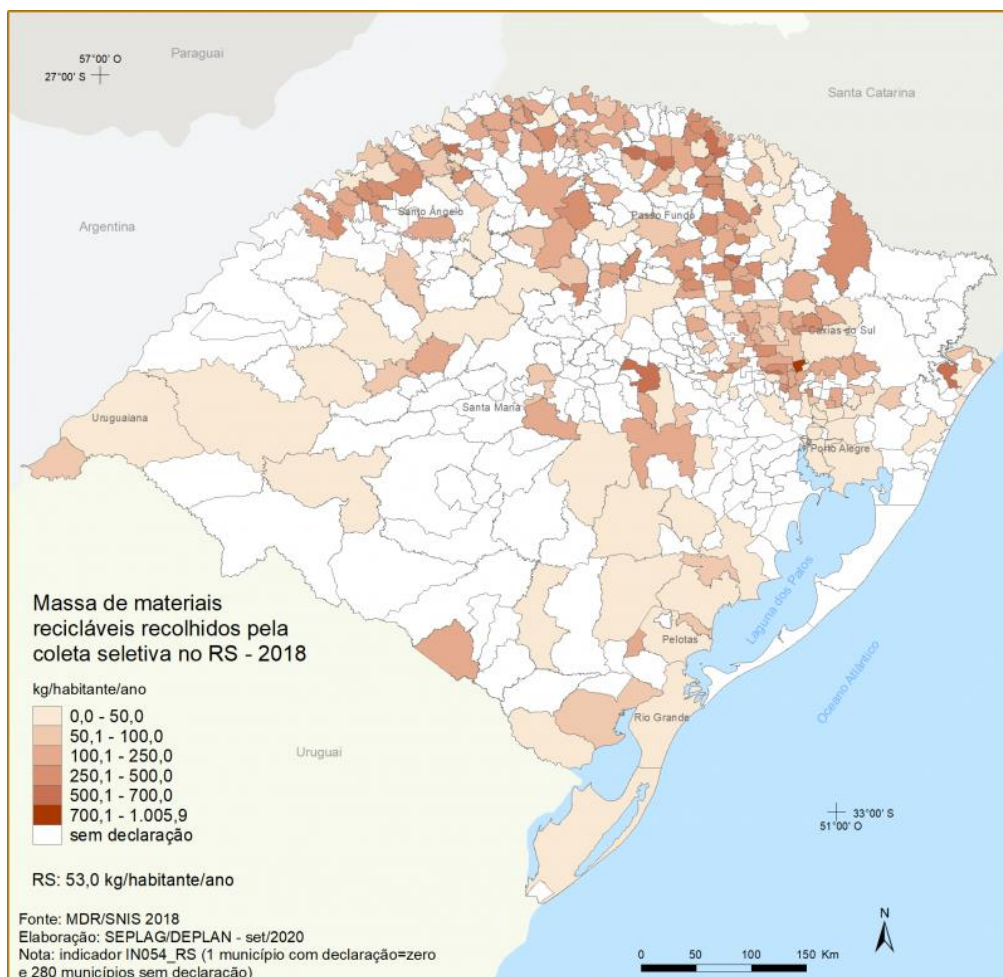 Paraguai
57°00' O
27°00' S
Santa Catarina
Argentina
Santo Ângelo
Passo Fundo
Caxias do Sul
Uruguaiana
Santa Maria
Porto Alegre
Laguna dos Patos
Massa de materiais
recicláveis recolhidos pela
coleta seletiva no RS - 2018
Pelotas
Oceano Atlântico
kg/habitante/ano
0,0 - 50,0
50,1 - 100,0
100,1 - 250,0
250,1 - 500,0
500,1 - 700,0
700,1 - 1.005,9
sem declaração
Rio Grande
Uruguai
33°00' S
51°00' O
RS: 53,0 kg/habitante/ano
Fonte: MDR/SNIS 2018
Elaboração: SEPLAG/DEPLAN - set/2020
Nota: indicador IN054_RS (1 município com declaração=zero
e 280 municípios sem declaração)
N
0 50 100 150 Km